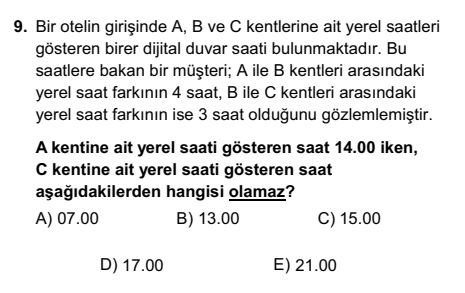 9. Bir otelin girişinde A, B ve C kentlerine ait yerel saatleri
gösteren birer dijital duvar saati bulunmaktadır. Bu
saatlere bakan bir müşteri; A ile B kentleri arasındaki
yerel saat farkının 4 saat, B ile C kentleri arasındaki
yerel saat farkının ise 3 saat olduğunu gözlemlemiştir.
A kentine ait yerel saati gösteren saat 14.00 iken,
C kentine ait yerel saati gösteren saat
aşağıdakilerden hangisi olamaz?
A) 07.00 B) 13.00 C) 15.00
D) 17.00 E) 21.00